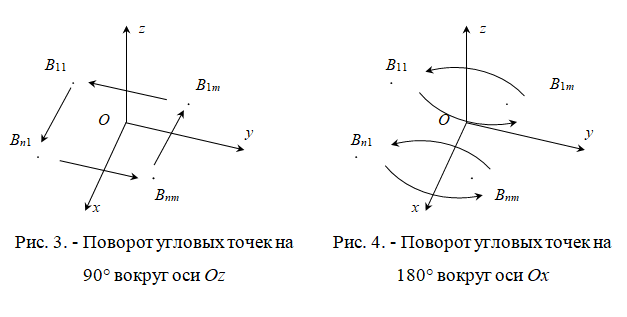 z
z
B11
B11
B1m
B1m
O
O
y
y
Bn1
Bn1
Bnm
Bnm
x
x
Рис. 3. - Поворот угловых точек на
90° вокруг оси Oz
Рис. 4. - Поворот угловых точек на
180° вокруг оси Ox